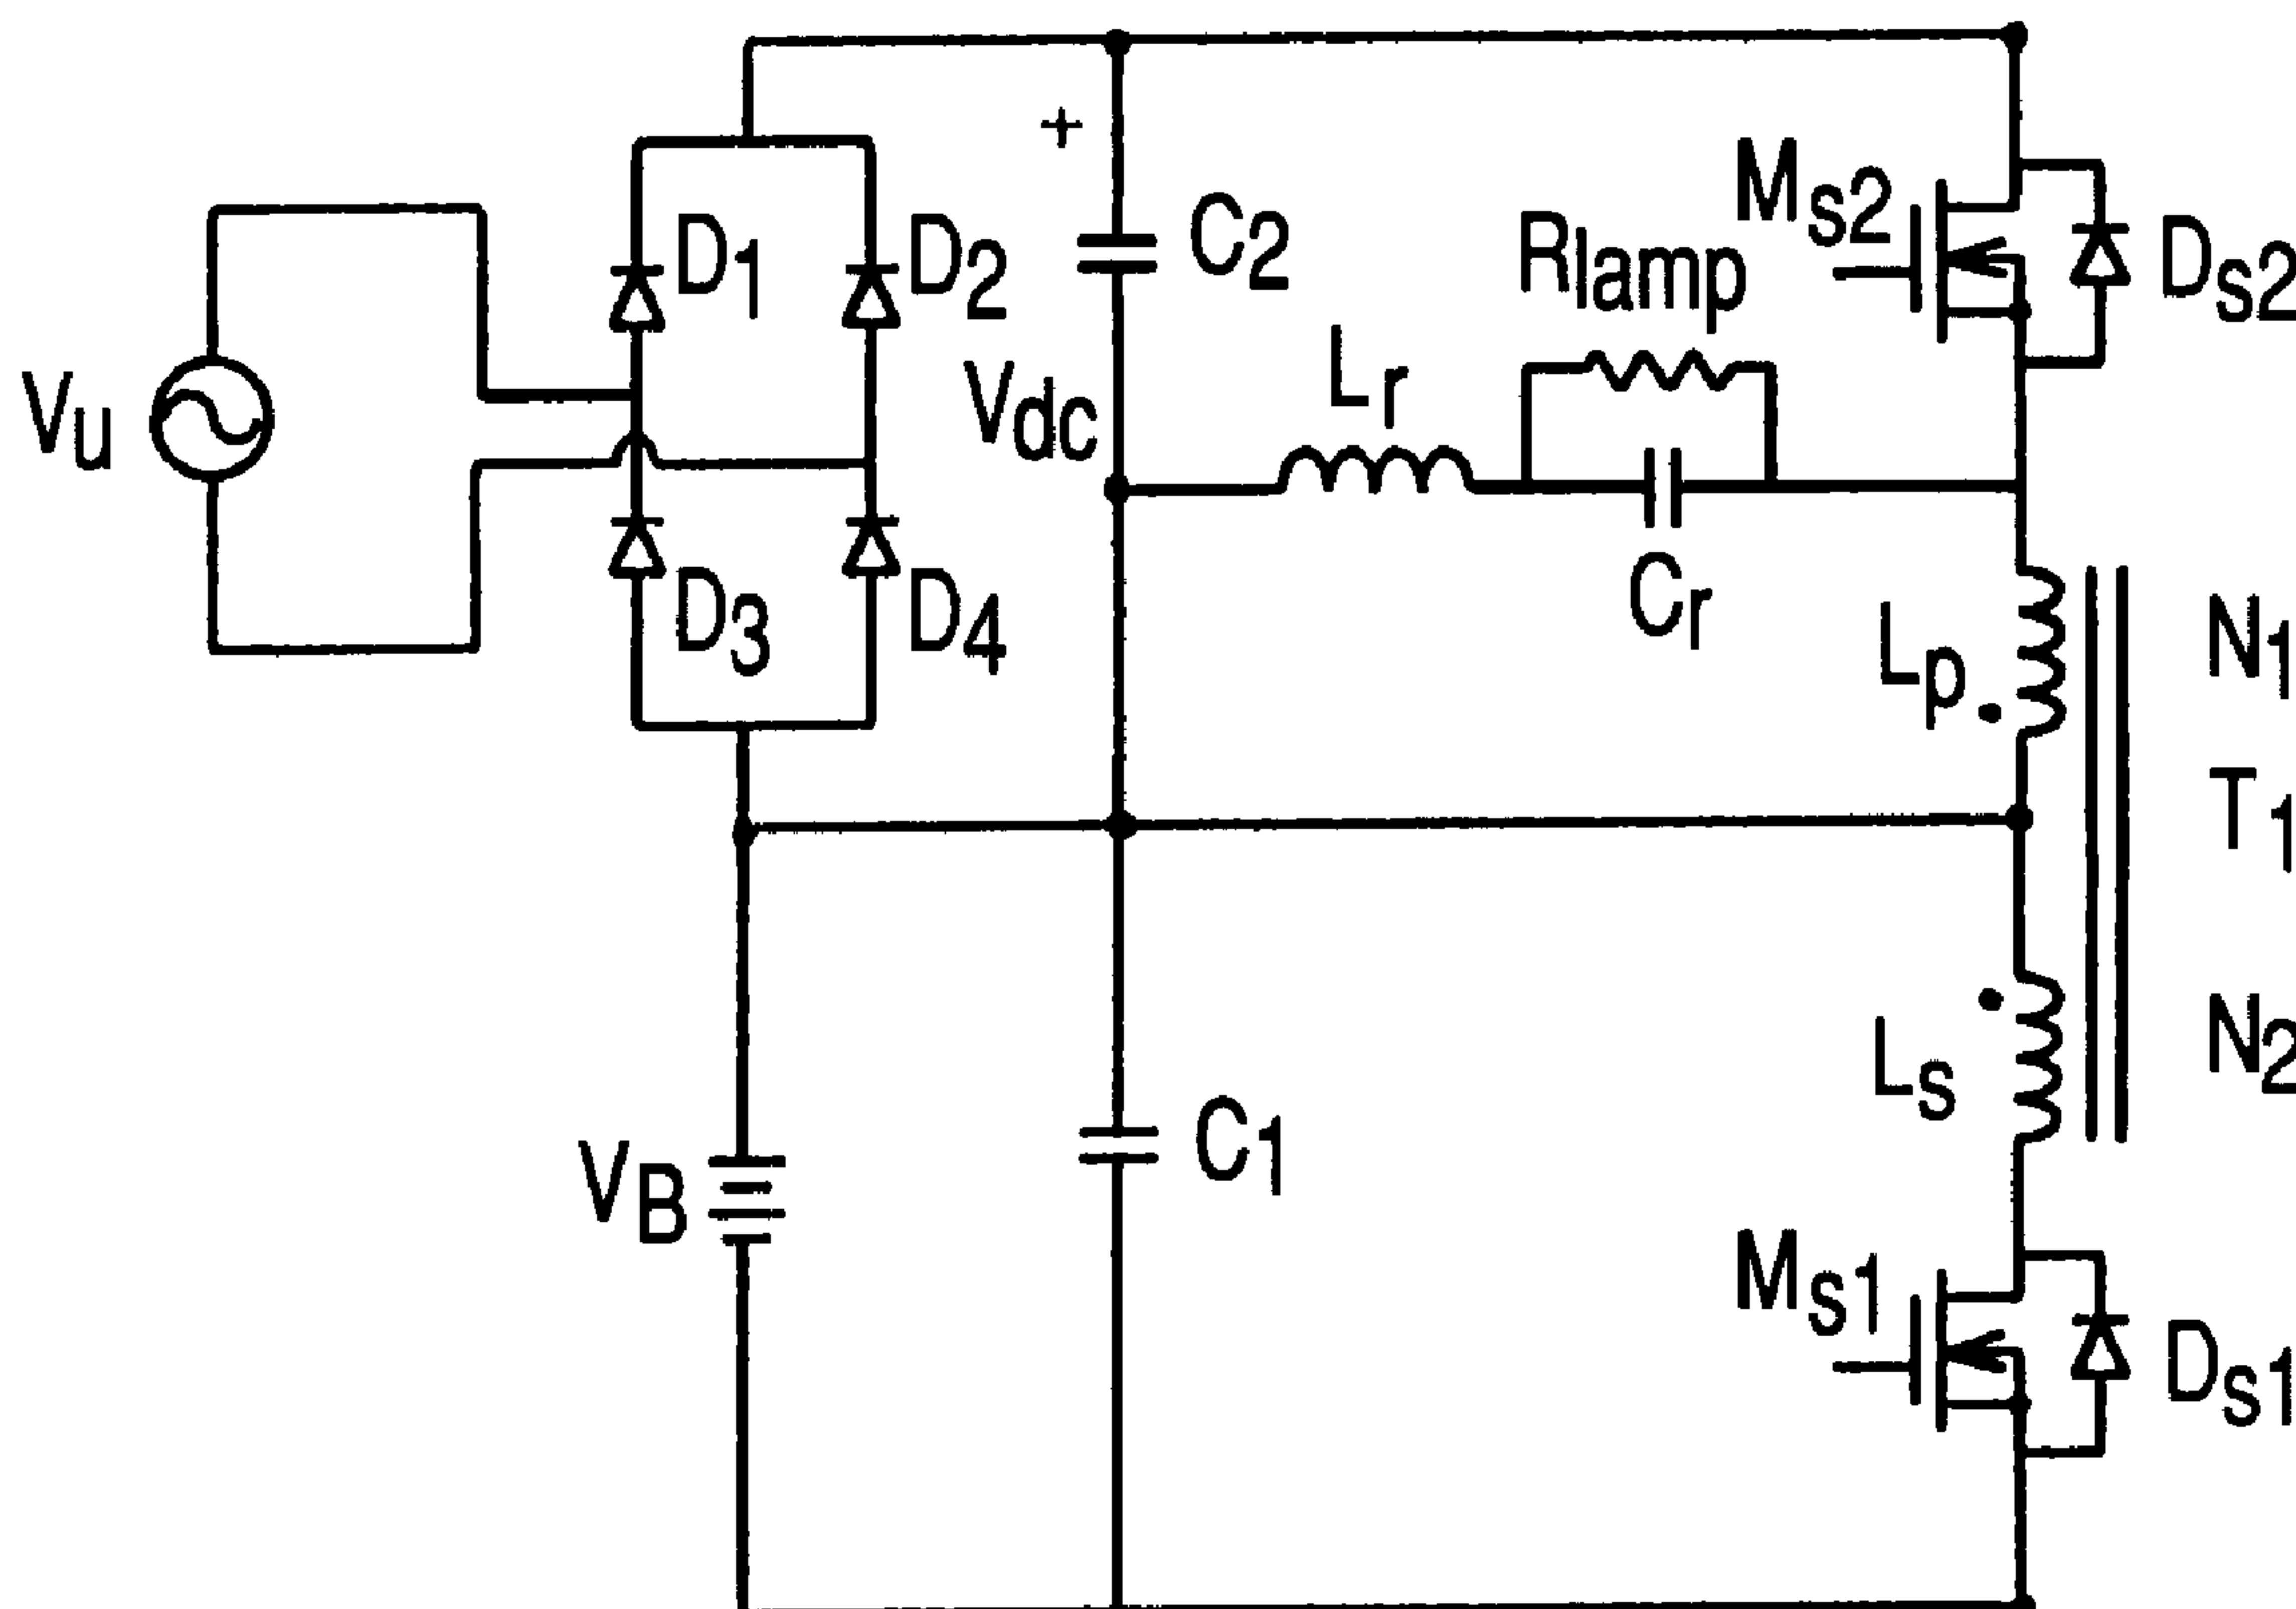 +
Vu
D1
D2
D3
D4
Vdc
C2
Lr
Rlamp
Cr
Ms2
Ds2
Lp
N1
T1
N2
Ls
VB
C1
Ms1
Ds1